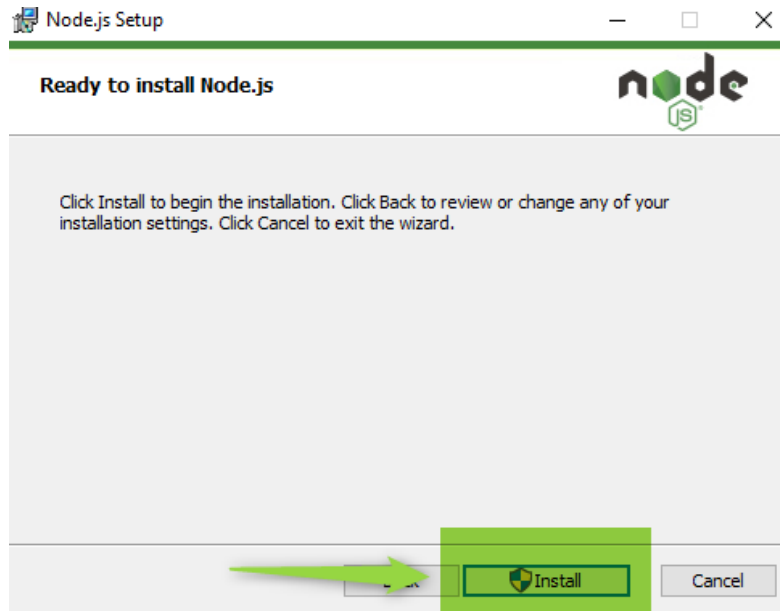 Node.js Setup
Ready to install Node.js
node
JS
Click Install to begin the installation. Click Back to review or change any of your
installation settings. Click Cancel to exit the wizard.
Install
Cancel